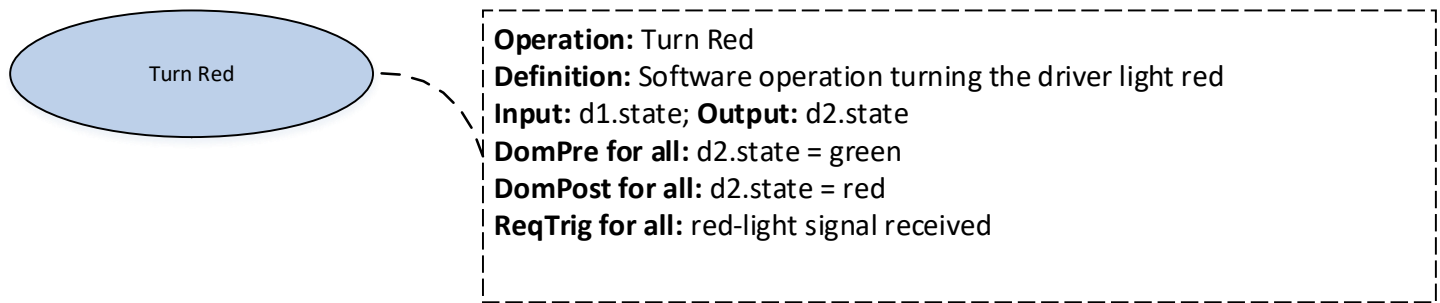 Turn Red
Operation: Turn Red
Definition: Software operation turning the driver light red
Input: d1.state; Output: d2.state
DomPre for all: d2.state = green
DomPost for all: d2.state = red
ReqTrig for all: red-light signal received